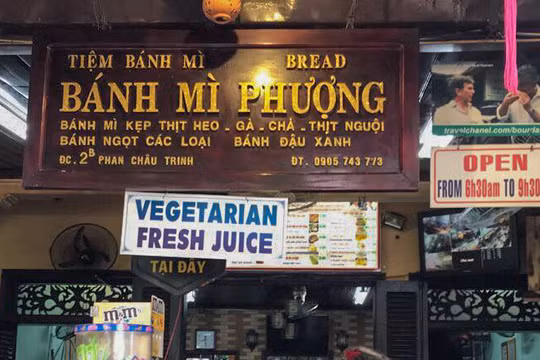 TIỆM BÁNH MÌ BREAD
BÁNH MÌ PHƯỢNG
BÁNH MÌ KẸP THỊT HEO - GÀ - CHẢ - THỊT NGUỘI
BÁNH NGỌT CÁC LOẠI BÁNH ĐẬU XANH
ĐC. 2B PHAN CHÂU TRINH ĐT. 0905 743 773
travelchanel.com/bourdain
OPEN
FROM 6h30am TO 9h30
VEGETARIAN
FRESH JUICE
TẠI ĐÂY
m&m's